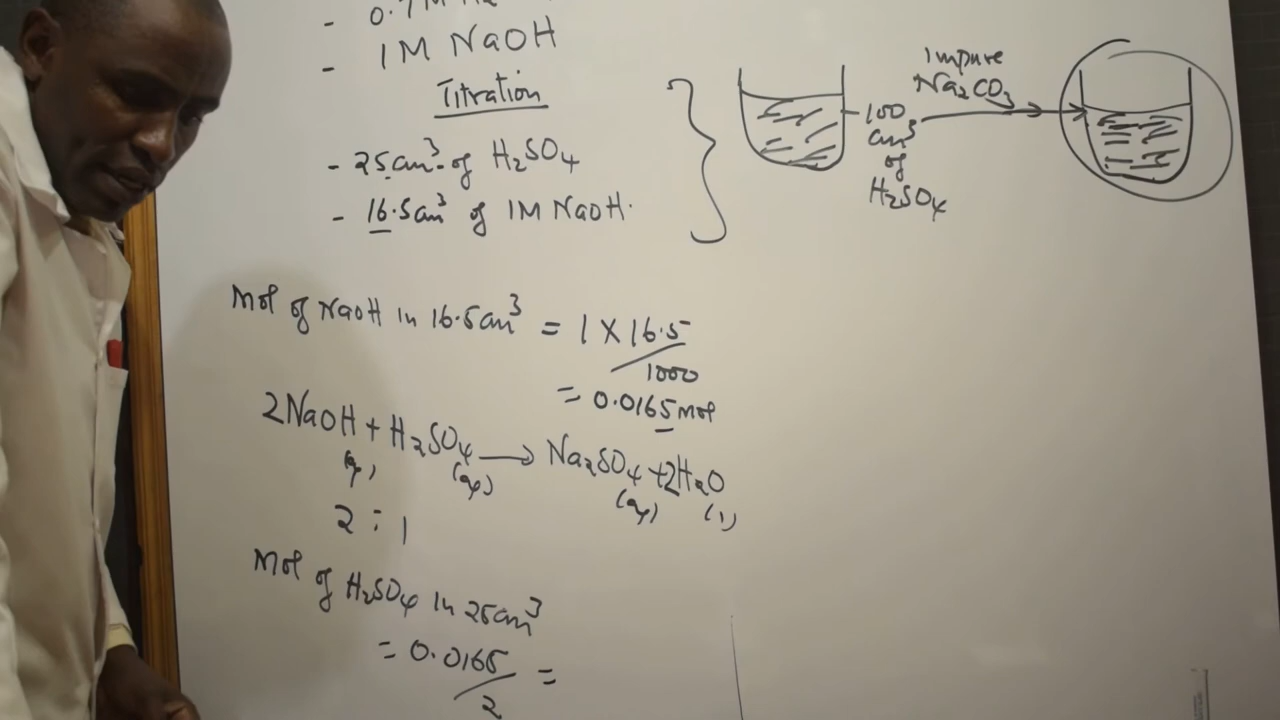 - 0.7M
- 1M NaOH
Titration
- 25cm³ of H₂SO₄
- 16.5cm³ of 1M NaOH.
Impure
Na₂CO₃
100
cm³
of
H₂SO₄
Mol of NaOH in 16.5cm³ = 1 X 16.5
1000
= 0.0165 mol
2NaOH + H₂SO₄ → Na₂SO₄ + 2H₂O
(aq) (aq) (aq) (l)
2 : 1
Mol of H₂SO₄ in 25cm³
= 0.0165 =
2